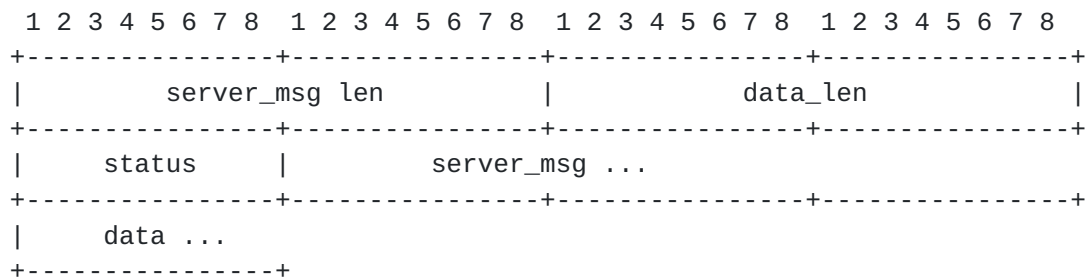 1 2 3 4 5 6 7 8  1 2 3 4 5 6 7 8  1 2 3 4 5 6 7 8  1 2 3 4 5 6 7 8
+----------------+----------------+----------------+----------------+
|         server_msg len          |            data_len             |
+----------------+----------------+----------------+----------------+
|     status     |         server_msg ...
+----------------+----------------+----------------+----------------+
|     data ...
+----------------+